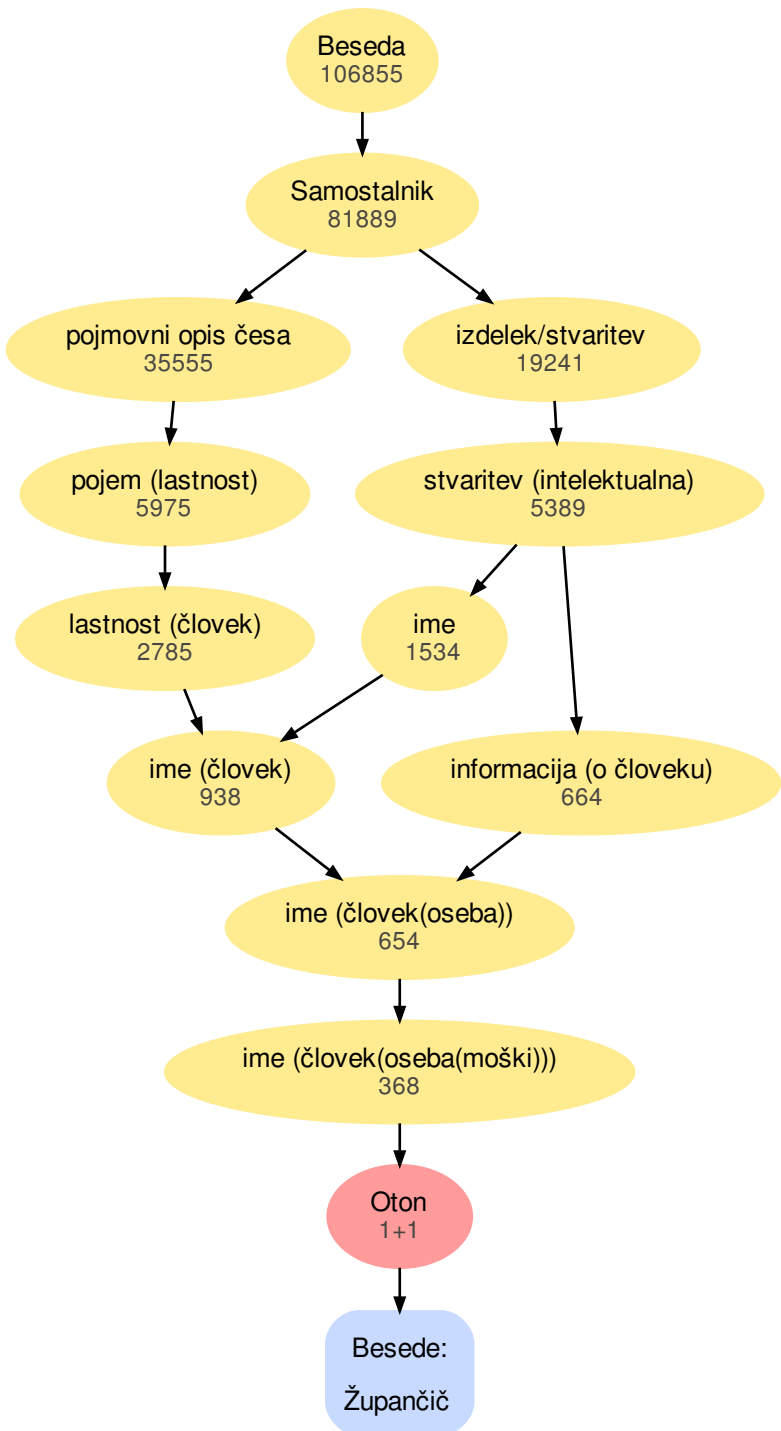 Beseda
106855
Samostalnik
81889
pojmovni opis česa
35555
izdelek/stvaritev
19241
pojem (lastnost)
5975
stvaritev (intelektualna)
5389
lastnost (človek)
2785
ime
1534
ime (človek)
938
informacija (o človeku)
664
ime (človek(oseba))
654
ime (človek(oseba(moški)))
368
Oton
1+1
Besede:
Župančič